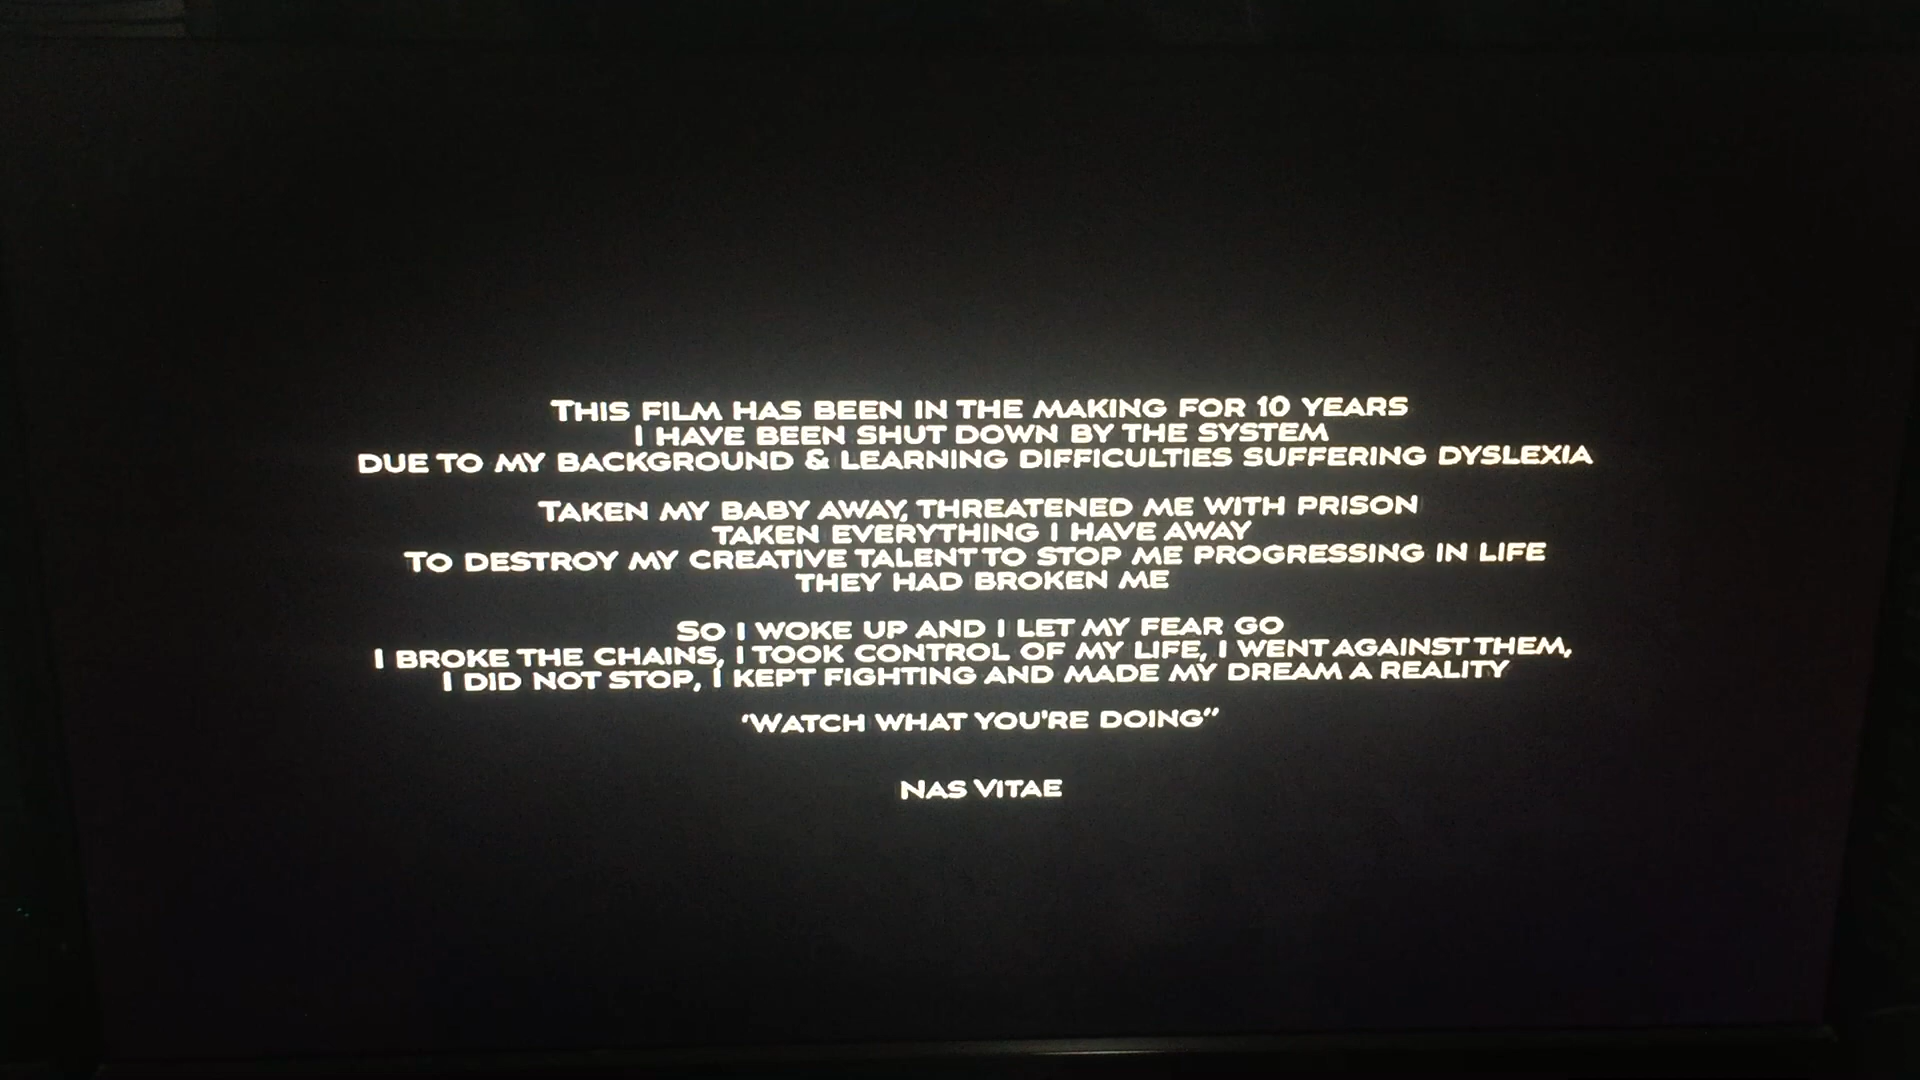 THIS FILM HAS BEEN IN THE MAKING FOR 10 YEARS
I HAVE BEEN SHUT DOWN BY THE SYSTEM
DUE TO MY BACKGROUND & LEARNING DIFFICULTIES SUFFERING DYSLEXIA
TAKEN MY BABY AWAY, THREATENED ME WITH PRISON
TAKEN EVERYTHING I HAVE AWAY
TO DESTROY MY CREATIVE TALENT TO STOP ME PROGRESSING IN LIFE
THEY HAD BROKEN ME
SO I WOKE UP AND I LET MY FEAR GO
I BROKE THE CHAINS, I TOOK CONTROL OF MY LIFE, I WENT AGAINST THEM,
I DID NOT STOP, I KEPT FIGHTING AND MADE MY DREAM A REALITY
‘WATCH WHAT YOU'RE DOING”
NAS VITAE